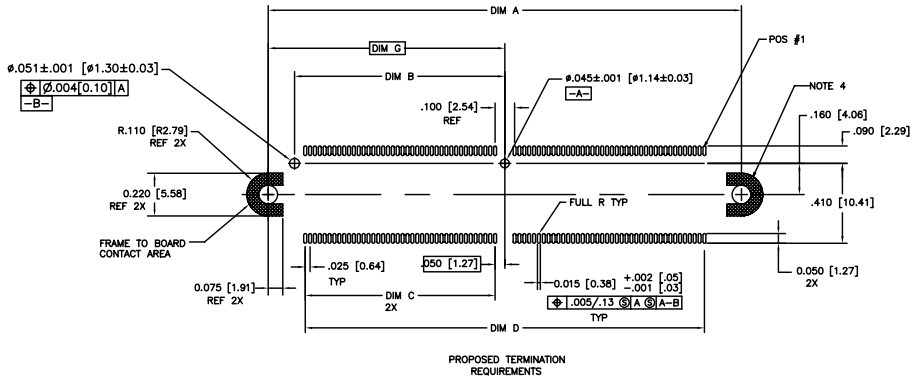 DIM A
DIM G
POS #1
ø.051±.001 [ø1.30±0.03]
⌖ Ø.004[0.10] A
-B-
DIM B
ø.045±.001 [ø1.14±0.03]
-A-
NOTE 4
.100 [2.54]
REF
.160 [4.06]
.090 [2.29]
R.110 [R2.79]
REF 2X
0.220 [5.58]
REF 2X
FULL R TYP
.410 [10.41]
FRAME TO BOARD
CONTACT AREA
.025 [0.64]
TYP
.050 [1.27]
0.015 [0.38] +.002 [.05]
-.001 [.03]
0.050 [1.27]
2X
0.075 [1.91]
REF 2X
DIM C
2X
⌖ .005/.13 Ⓢ A Ⓢ A-B
TYP
DIM D
PROPOSED TERMINATION
REQUIREMENTS